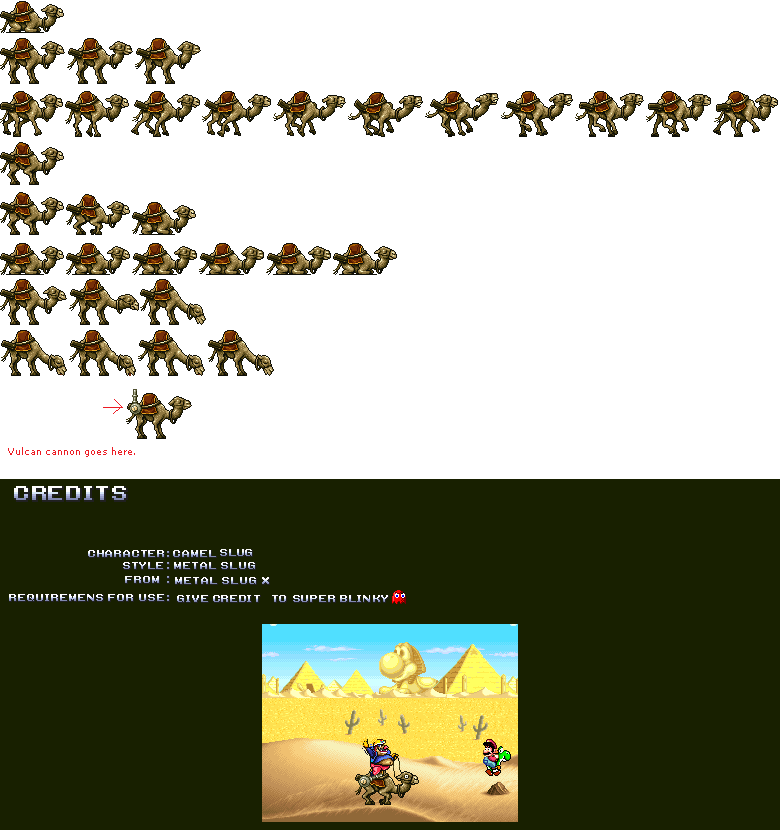 Vulcan cannon goes here.
CREDITS
CHARACTER: CAMEL SLUG
STYLE: METAL SLUG
FROM : METAL SLUG X
REQUIREMENS FOR USE: GIVE CREDIT TO SUPER BLINKY